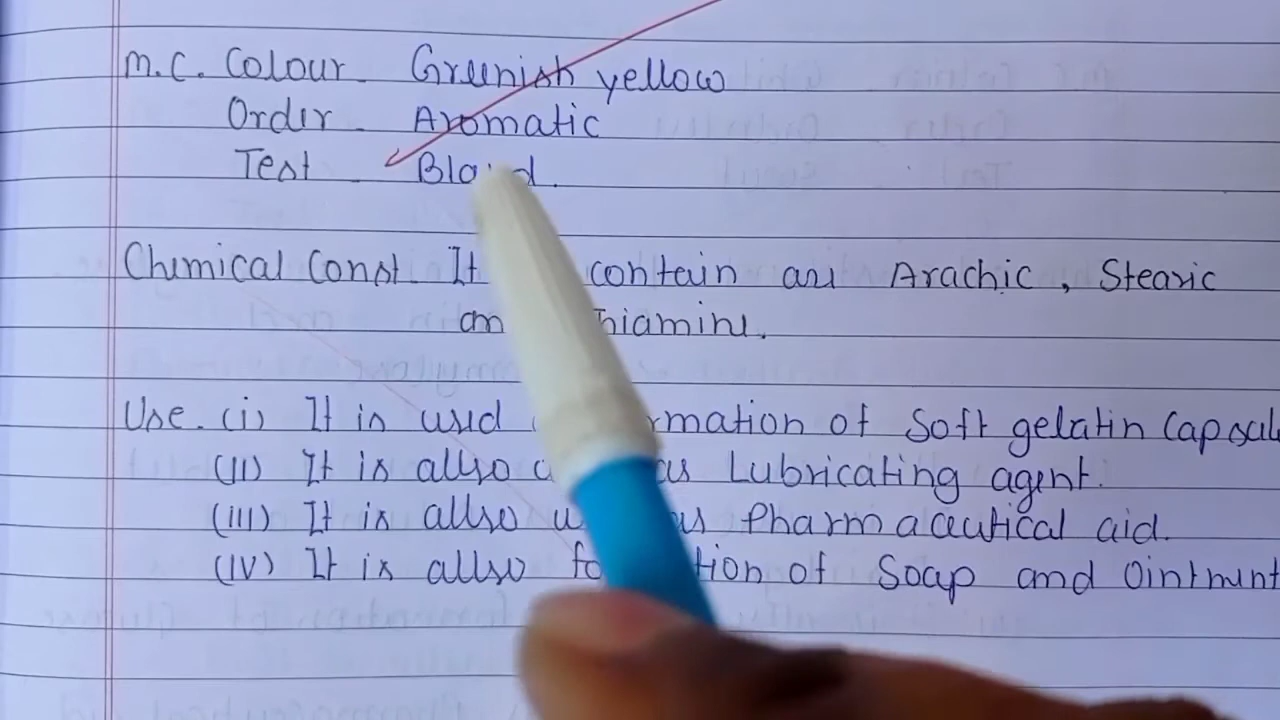 M.C. Colour - Greenish yellow
Order - Aromatic
Test -
Chemical Const. It contain are Arachic, Stearic
Use. (i) It is used of Soft gelatin Capsul
(II) It is allso as Lubricating agent.
(III) It is allso as Pharmaceutical aid.
(IV) It is allso of Soap and Ointment